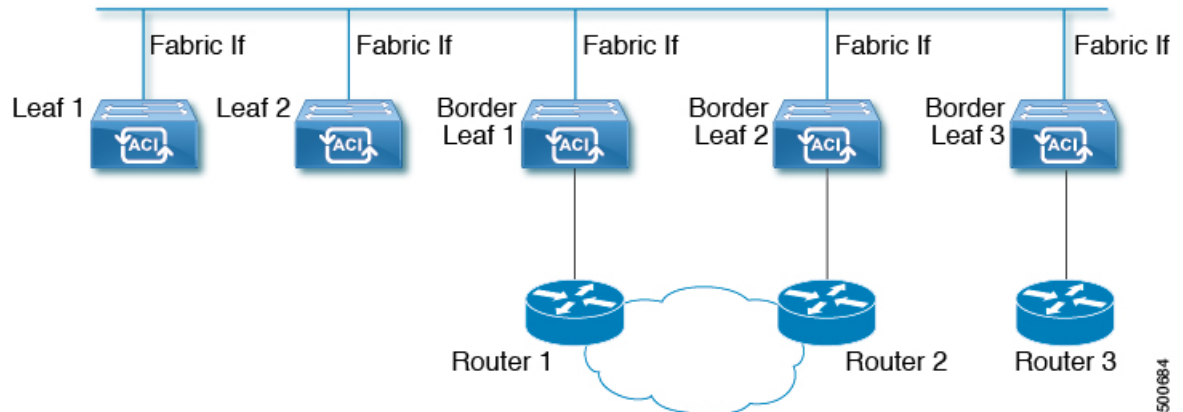 Fabric If
Fabric If
Fabric If
Fabric If
Fabric If
Leaf 1
Leaf 2
Border
Leaf 1
Border
Leaf 2
Border
Leaf 3
ACI
ACI
ACI
ACI
ACI
Router 1
Router 2
Router 3
500684